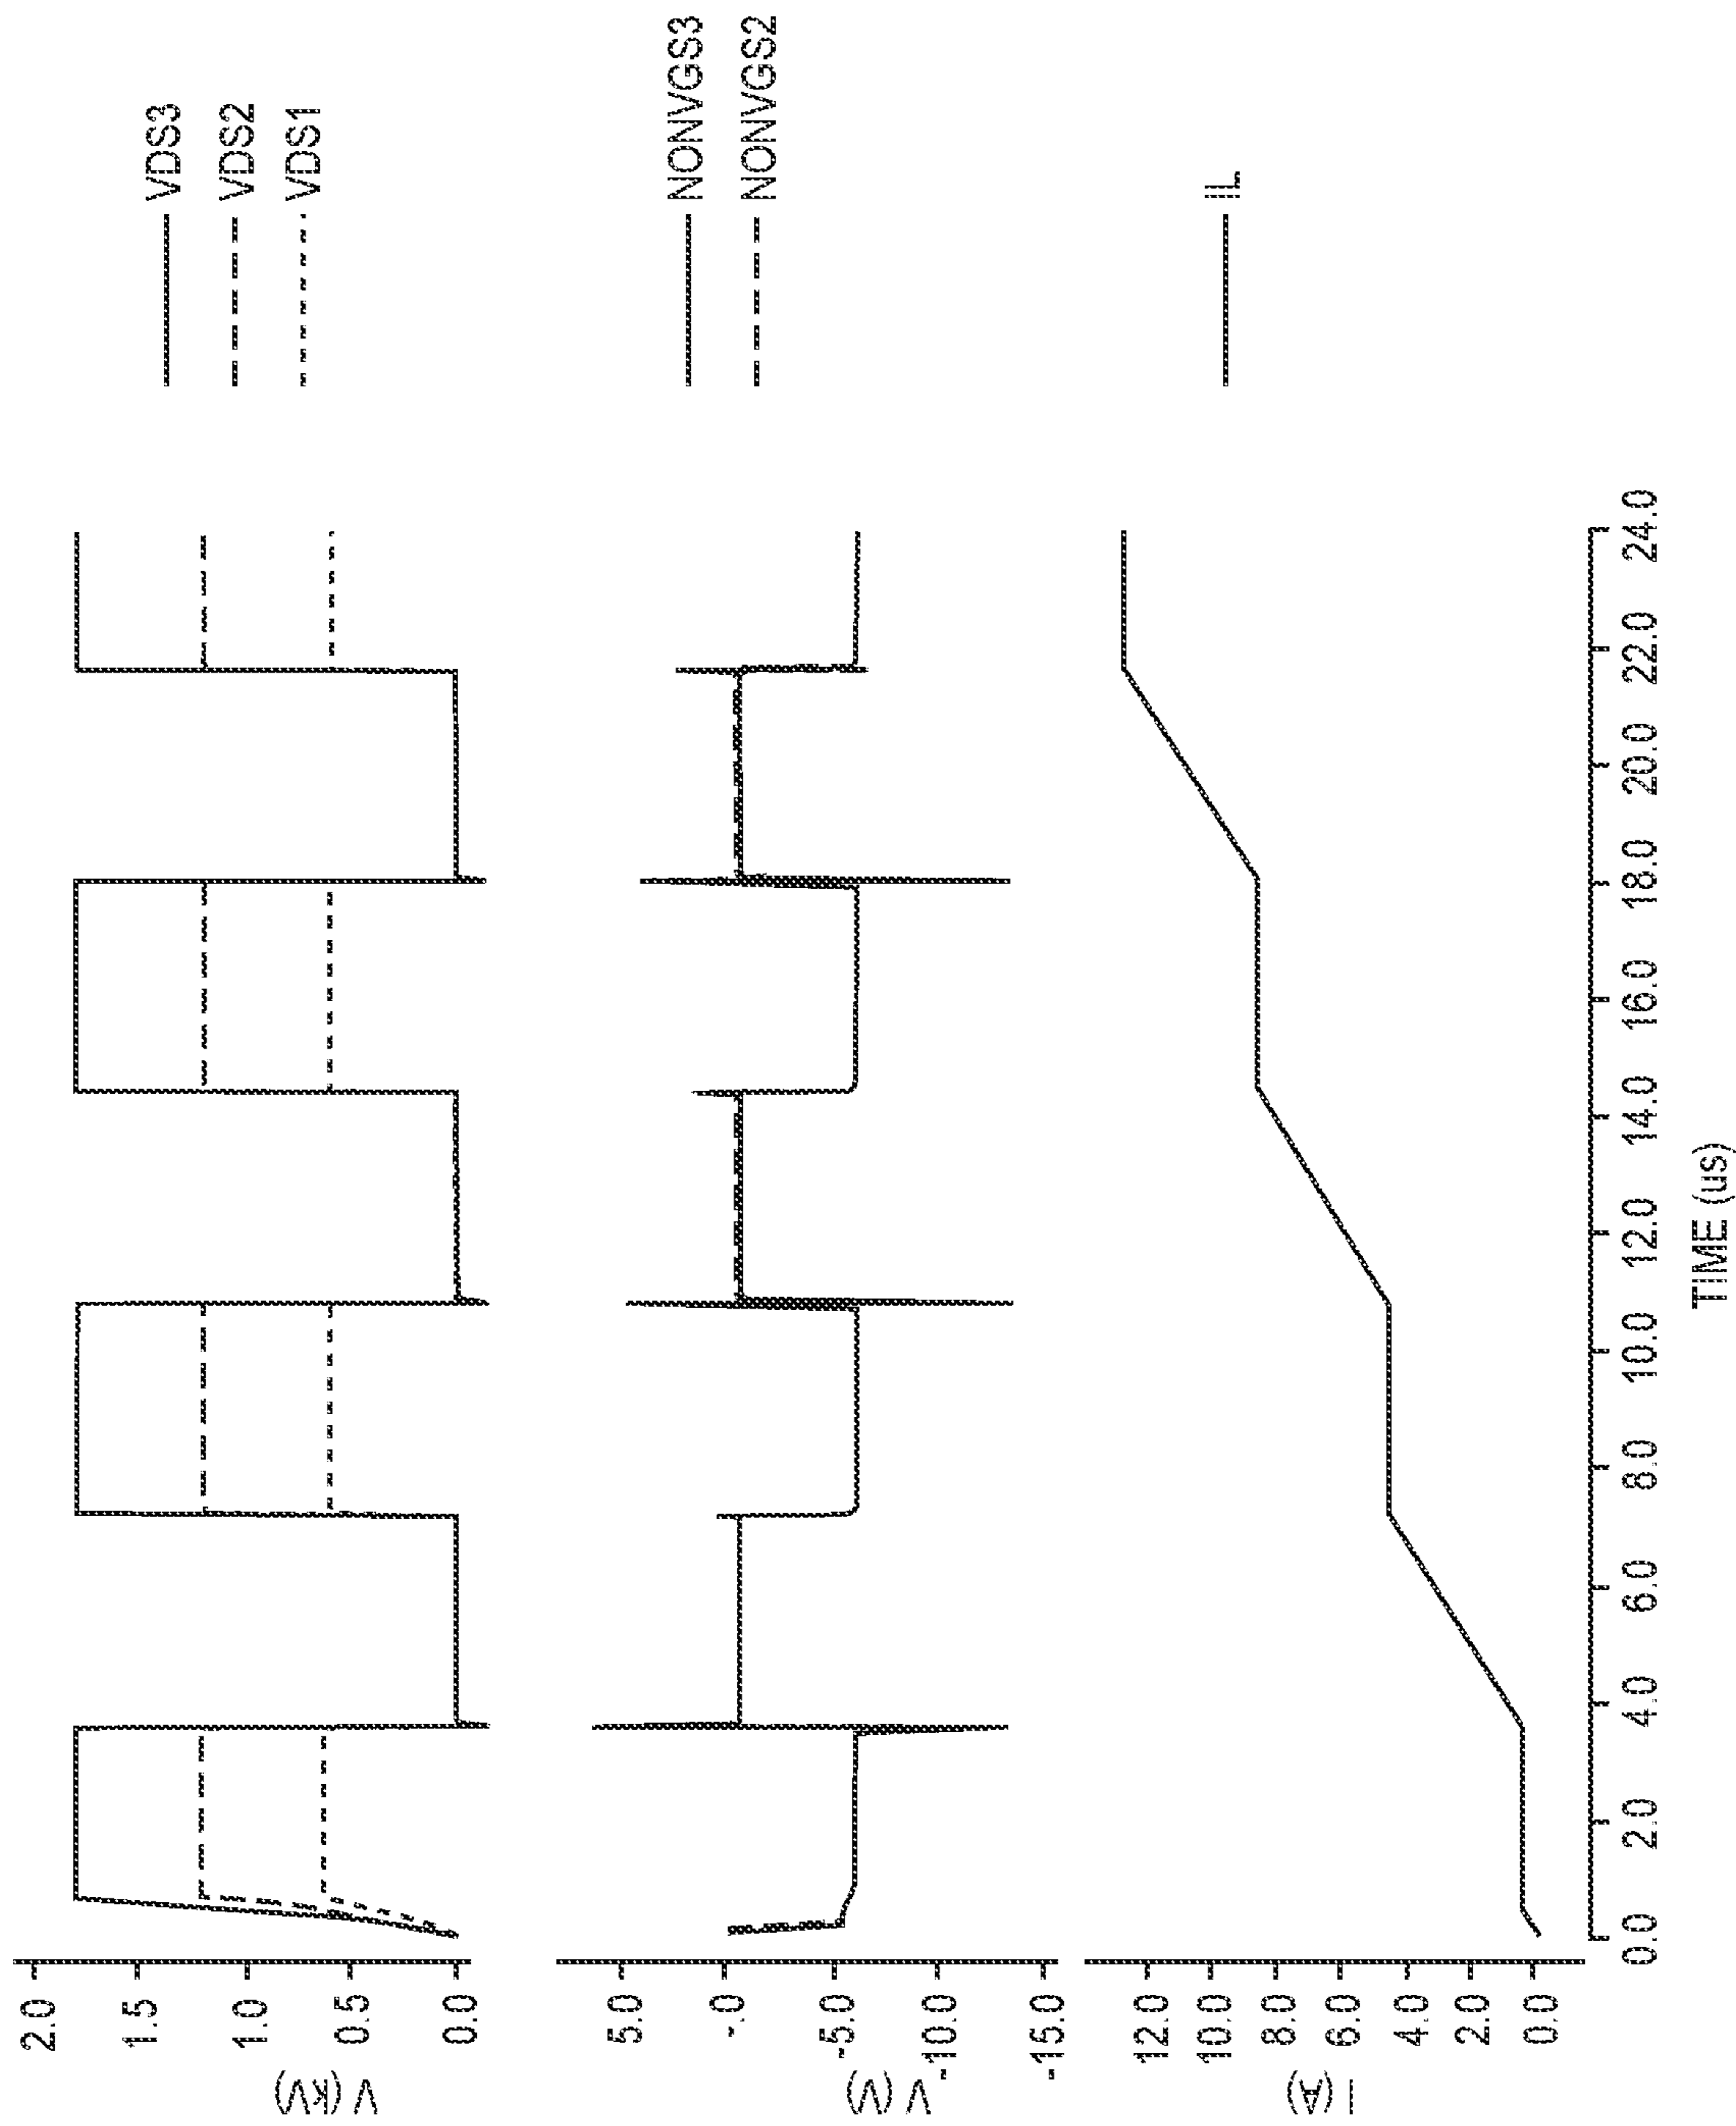 VDS3
VDS2
VDS1
2.0
1.5
1.0
0.5
0.0
V (kV)
NONVGS3
NONVGS2
5.0
-.0
-5.0
-10.0
-15.0
V (V)
IL
12.0
10.0
8.0
6.0
4.0
2.0
0.0
I (A)
0.0 2.0 4.0 6.0 8.0 10.0 12.0 14.0 16.0 18.0 20.0 22.0 24.0
TIME (us)